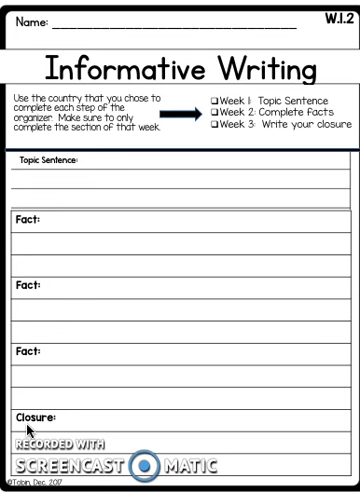 Name: ______________________________
W.1.2
Informative Writing
Use the country that you chose to
complete each step of the
organizer. Make sure to only
complete the section of that week.
❑Week 1: Topic Sentence
❑Week 2: Complete facts
❑Week 3: Write your closure
Topic Sentence:
Fact:
Fact:
Fact:
Closure:
RECORDED WITH
SCREENCAST MATIC
©Tobin, Dec. 2017